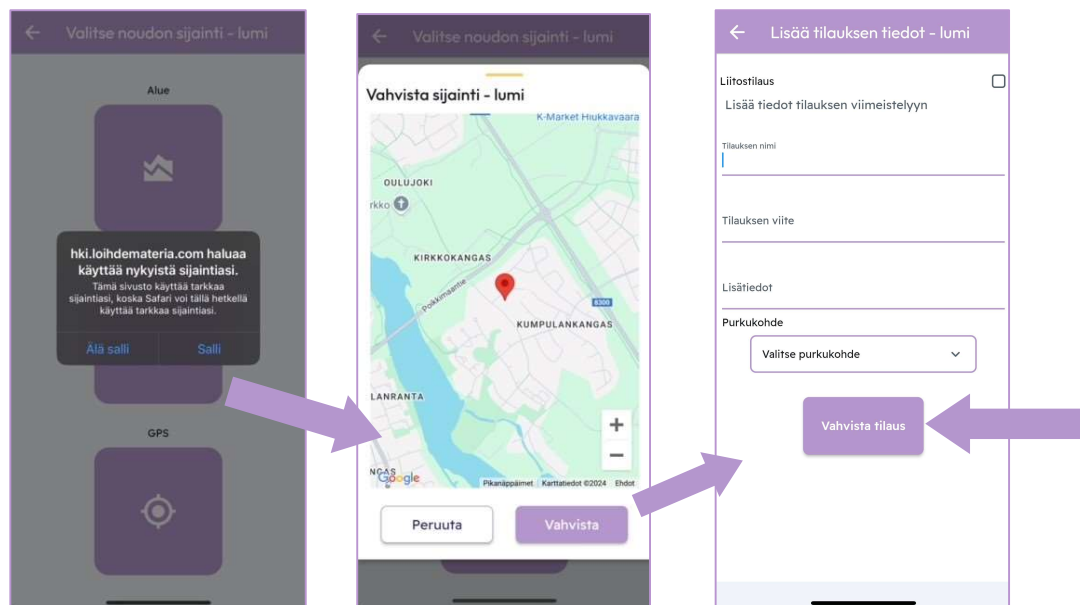 Valitse noudon sijainti - lumi
Alue
hki.loihdemateria.com haluaa
käyttää nykyistä sijaintiasi.
Tämä sivusto käyttää tarkkaa
sijaintiasi, koska Safari voi tällä hetkellä
käyttää tarkkaa sijaintiasi.
Älä salli
Salli
GPS
Valitse noudon sijainti - lumi
Vahvista sijainti - lumi
K-Market Hiukkavaara
OULUJOKI
rkko
KIRKKOKANGAS
Poikkimaantie
8300
KUMPULANKANGAS
LANRANTA
NGAS
Google
Pikanäppäimet
Karttatiedot ©2024
Ehdot
Peruuta
Vahvista
Lisää tilauksen tiedot - lumi
Liitostilaus
Lisää tiedot tilauksen viimeistelyyn
Tilauksen nimi
Tilauksen viite
Lisätiedot
Purkukohde
Valitse purkukohde
Vahvista tilaus